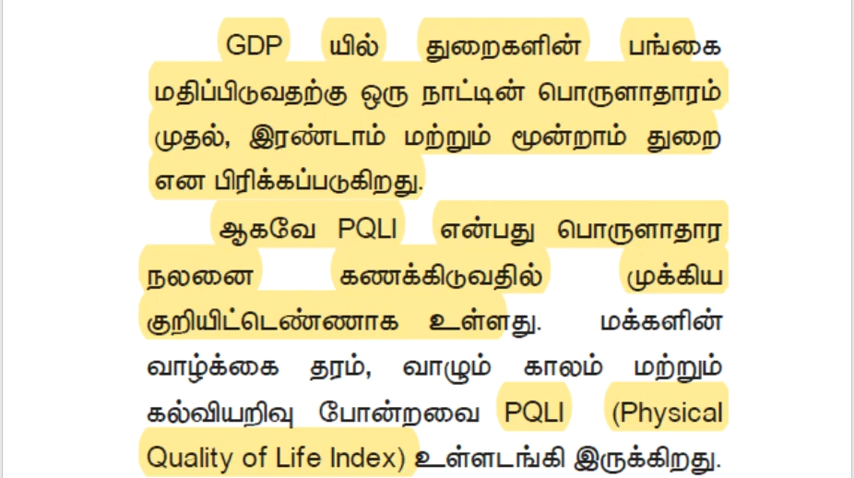 GDP யில் துறைகளின் பங்கை
மதிப்பிடுவதற்கு ஒரு நாட்டின் பொருளாதாரம்
முதல், இரண்டாம் மற்றும் மூன்றாம் துறை
என பிரிக்கப்படுகிறது.
ஆகவே PQLI என்பது பொருளாதார
நலனை கணக்கிடுவதில் முக்கிய
குறியிட்டெண்ணாக உள்ளது. மக்களின்
வாழ்க்கை தரம், வாழும் காலம் மற்றும்
கல்வியறிவு போன்றவை PQLI (Physical
Quality of Life Index) உள்ளடங்கி இருக்கிறது.